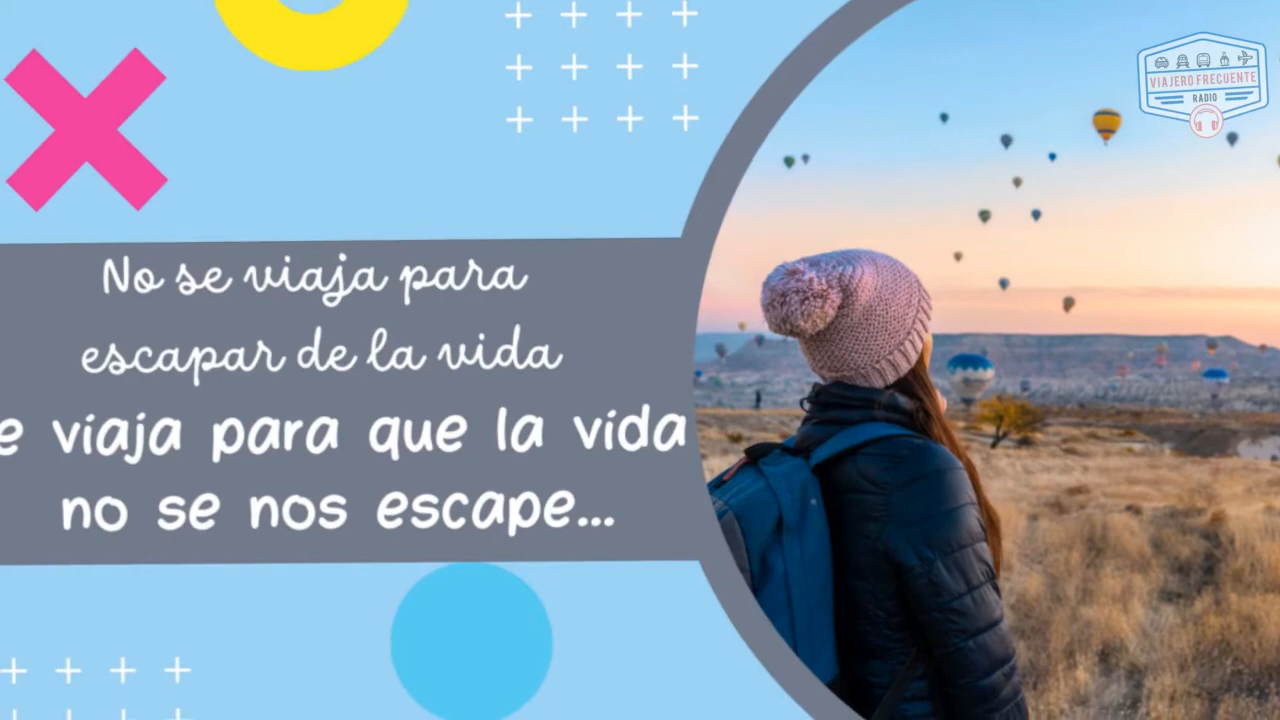 VIAJERO FRECUENTE
RADIO
No se viaja para
escapar de la vida
e viaja para que la vida
no se nos escape...